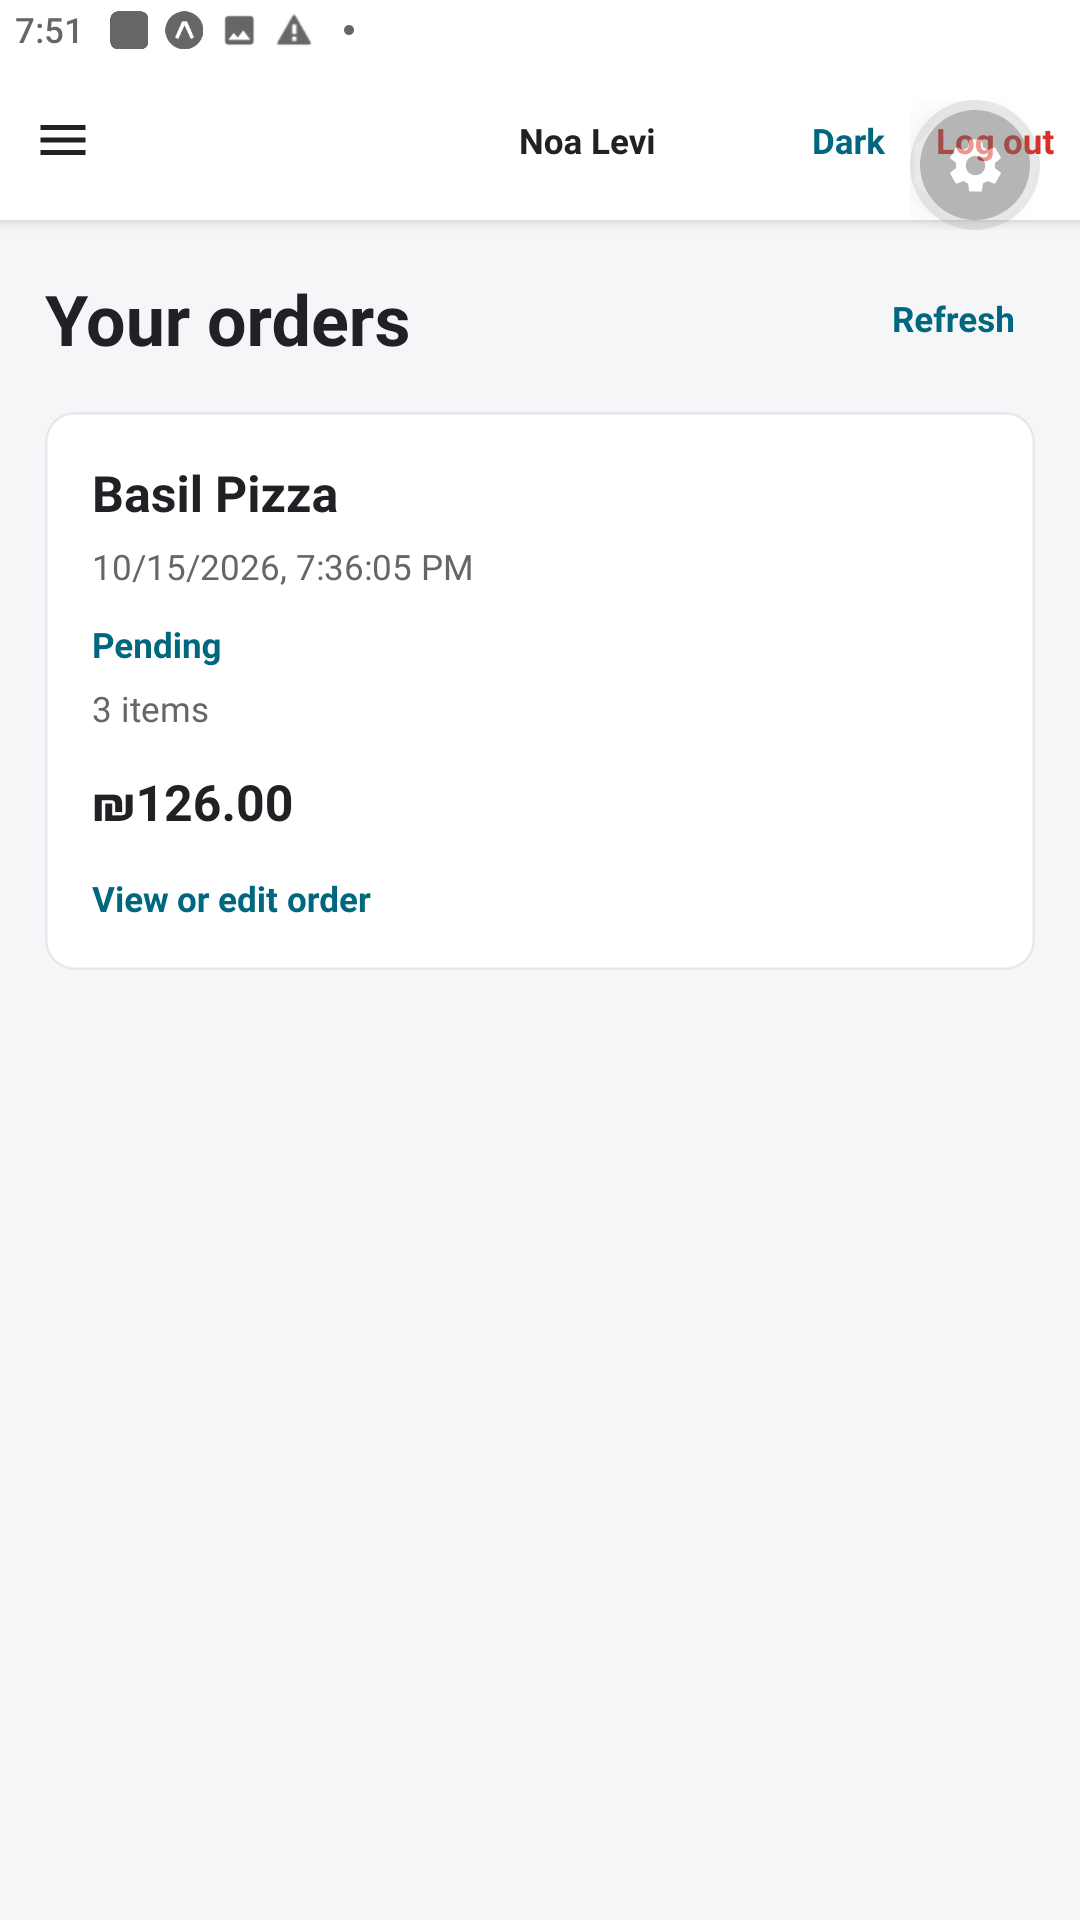 7:51
Noa Levi
Dark
Log out
Your orders
Refresh
Basil Pizza
10/15/2026, 7:36:05 PM
Pending
3 items
₪126.00
View or edit order